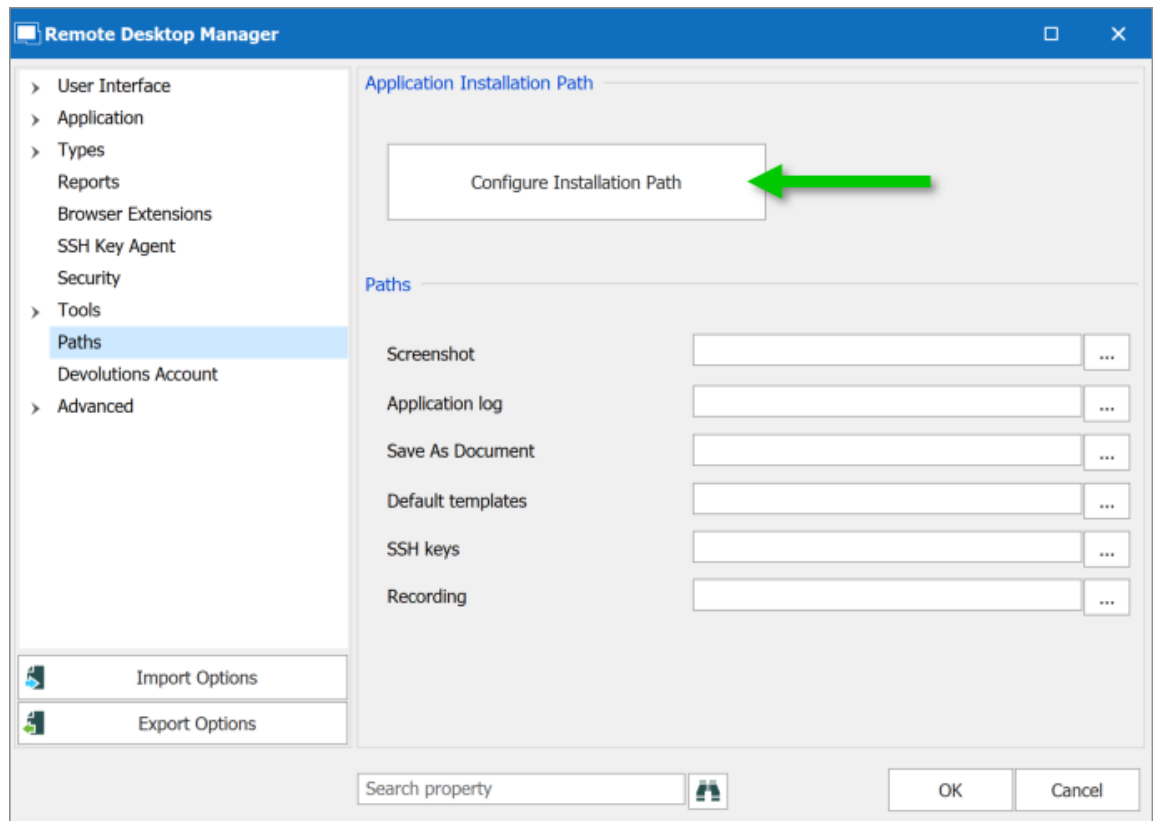 Remote Desktop Manager
User Interface
Application
Types
Reports
Browser Extensions
SSH Key Agent
Security
Tools
Paths
Devolutions Account
Advanced
Import Options
Export Options
Application Installation Path
Configure Installation Path
Paths
Screenshot
...
Application log
...
Save As Document
...
Default templates
...
SSH keys
...
Recording
...
Search property
OK
Cancel